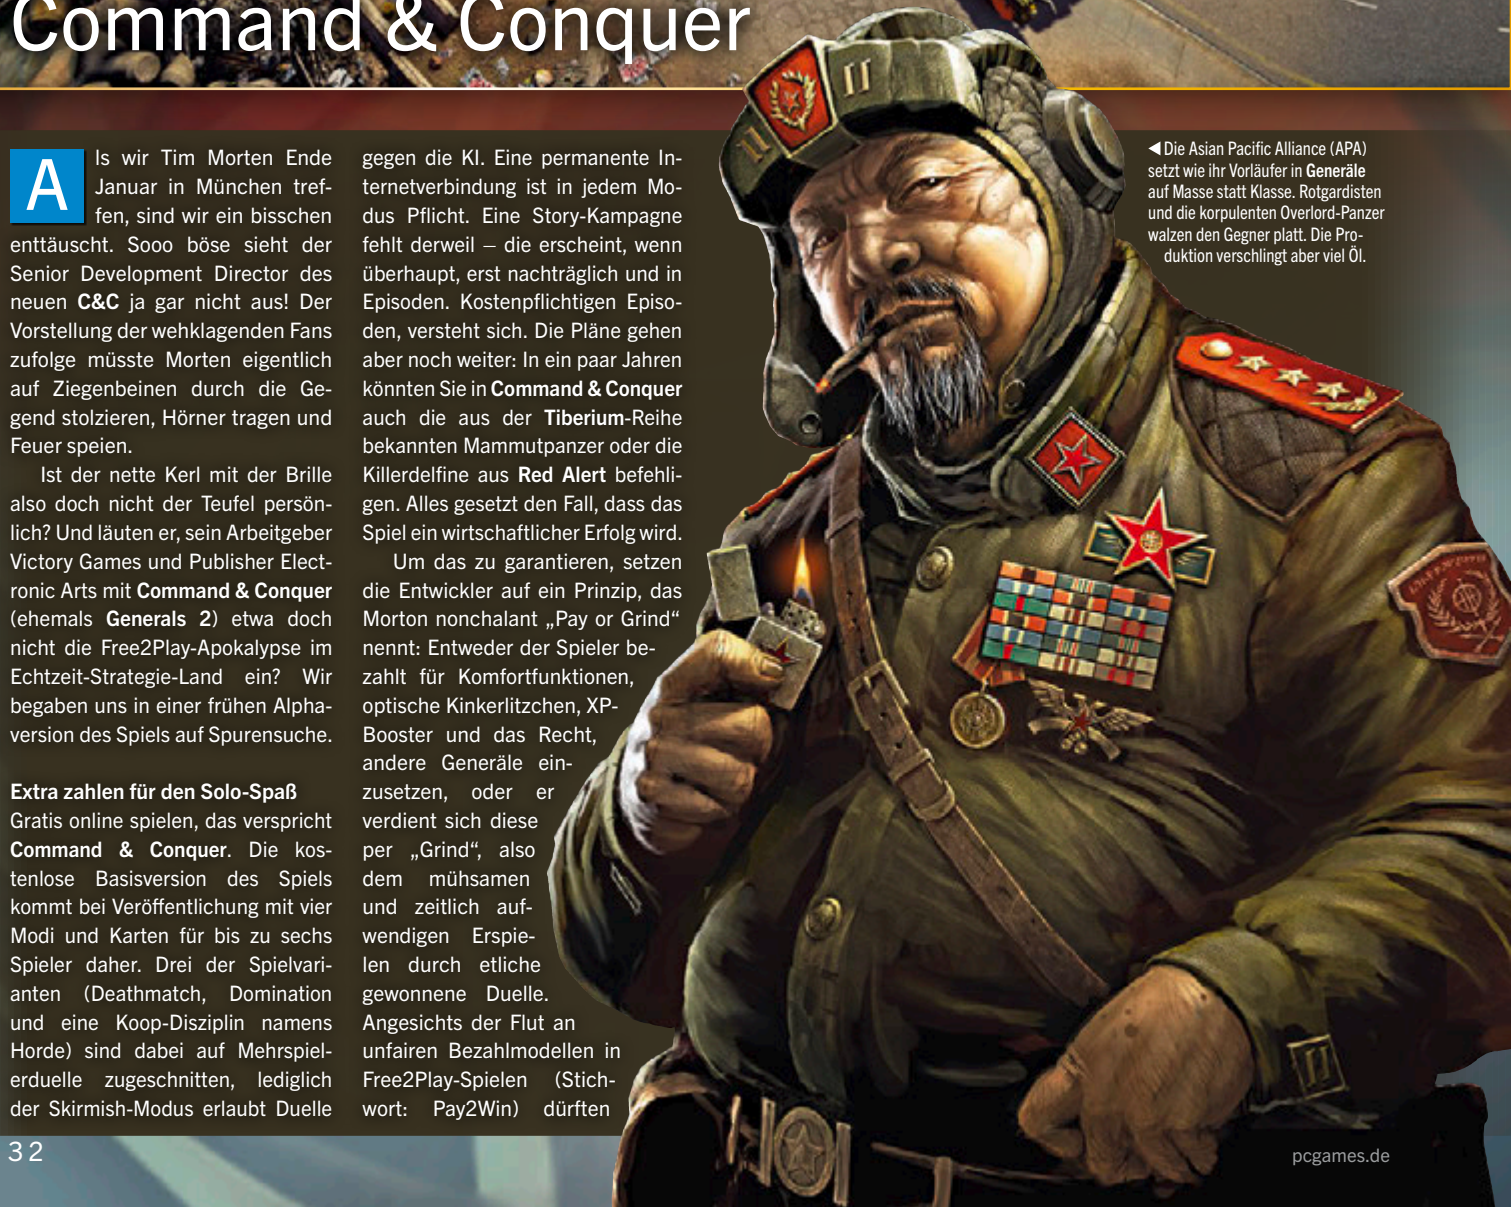 Command & Conquer
Als wir Tim Morten Ende
Januar in München tref-
fen, sind wir ein bisschen
enttäuscht. Sooo böse sieht der
Senior Development Director des
neuen C&C ja gar nicht aus! Der
Vorstellung der wehklagenden Fans
zufolge müsste Morten eigentlich
auf Ziegenbeinen durch die Ge-
gend stolzieren, Hörner tragen und
Feuer speien.
Ist der nette Kerl mit der Brille
also doch nicht der Teufel persön-
lich? Und läuten er, sein Arbeitgeber
Victory Games und Publisher Elect-
ronic Arts mit Command & Conquer
(ehemals Generals 2) etwa doch
nicht die Free2Play-Apokalypse im
Echtzeit-Strategie-Land ein? Wir
begaben uns in einer frühen Alpha-
version des Spiels auf Spurensuche.
Extra zahlen für den Solo-Spaß
Gratis online spielen, das verspricht
Command & Conquer. Die kos-
tenlose Basisversion des Spiels
kommt bei Veröffentlichung mit vier
Modi und Karten für bis zu sechs
Spieler daher. Drei der Spielvari-
anten (Deathmatch, Domination
und eine Koop-Disziplin namens
Horde) sind dabei auf Mehrspiel-
erduelle zugeschnitten, lediglich
der Skirmish-Modus erlaubt Duelle
gegen die KI. Eine permanente In-
ternetverbindung ist in jedem Mo-
dus Pflicht. Eine Story-Kampagne
fehlt derweil – die erscheint, wenn
überhaupt, erst nachträglich und in
Episoden. Kostenpflichtigen Episo-
den, versteht sich. Die Pläne gehen
aber noch weiter: In ein paar Jahren
könnten Sie in Command & Conquer
auch die aus der Tiberium-Reihe
bekannten Mammutpanzer oder die
Killerdelfine aus Red Alert befehli-
gen. Alles gesetzt den Fall, dass das
Spiel ein wirtschaftlicher Erfolg wird.
Um das zu garantieren, setzen
die Entwickler auf ein Prinzip, das
Morton nonchalant „Pay or Grind“
nennt: Entweder der Spieler be-
zahlt für Komfortfunktionen,
optische Kinkerlitzchen, XP-
Booster und das Recht,
andere Generäle ein-
zusetzen, oder er
verdient sich diese
per „Grind“, also
dem mühsamen
und zeitlich auf-
wendigen Erspie-
len durch etliche
gewonnene Duelle.
Angesichts der Flut an
unfairen Bezahlmodellen in
Free2Play-Spielen (Stich-
wort: Pay2Win) dürften
◄ Die Asian Pacific Alliance (APA)
setzt wie ihr Vorläufer in Generäle
auf Masse statt Klasse. Rotgardisten
und die korpulenten Overlord-Panzer
walzen den Gegner platt. Die Pro-
duktion verschlingt aber viel Öl.
32
pcgames.de